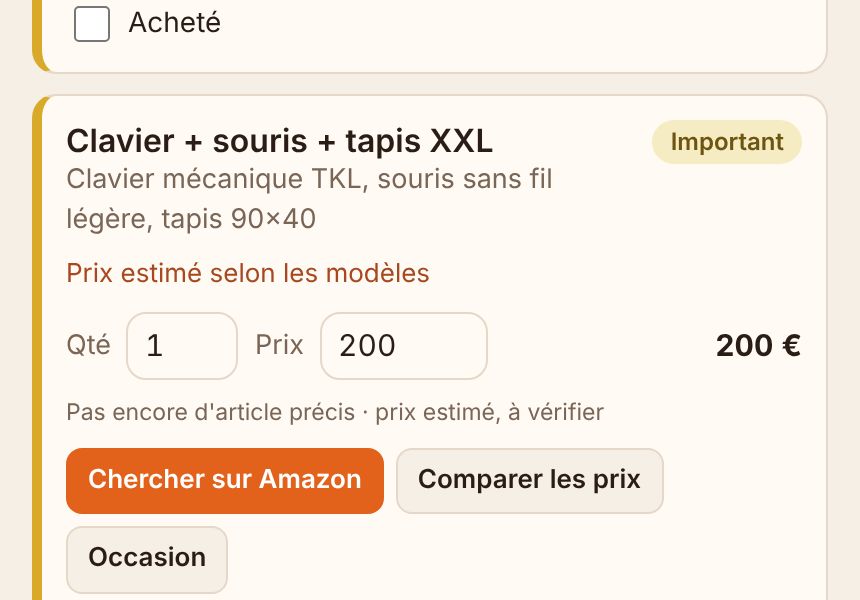 Acheté
Clavier + souris + tapis XXL
Important
Clavier mécanique TKL, souris sans fil
légère, tapis 90×40
Prix estimé selon les modèles
Qté 1 Prix 200 200 €
Pas encore d'article précis · prix estimé, à vérifier
Chercher sur Amazon Comparer les prix
Occasion